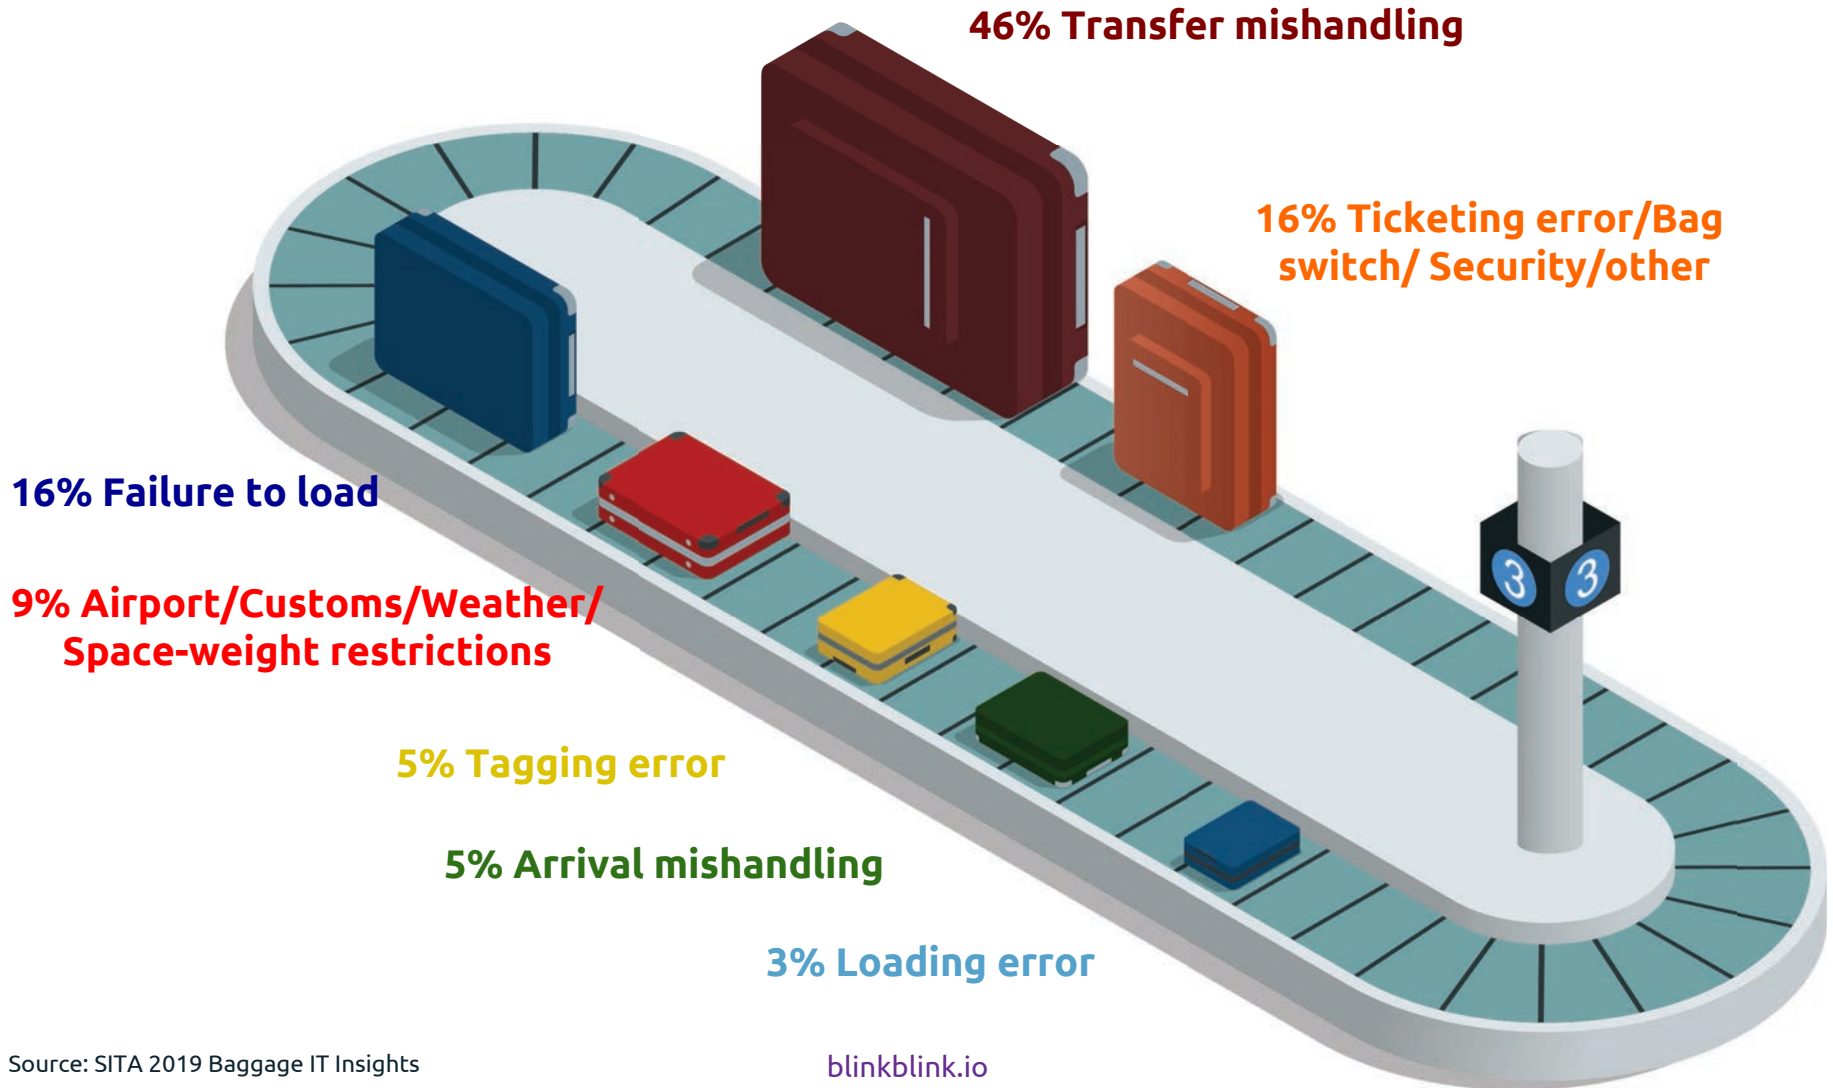 46% Transfer mishandling
16% Ticketing error/Bag
switch/ Security/other
16% Failure to load
9% Airport/Customs/Weather/
Space-weight restrictions
3 3
5% Tagging error
5% Arrival mishandling
3% Loading error
Source: SITA 2019 Baggage IT Insights
blinkblink.io